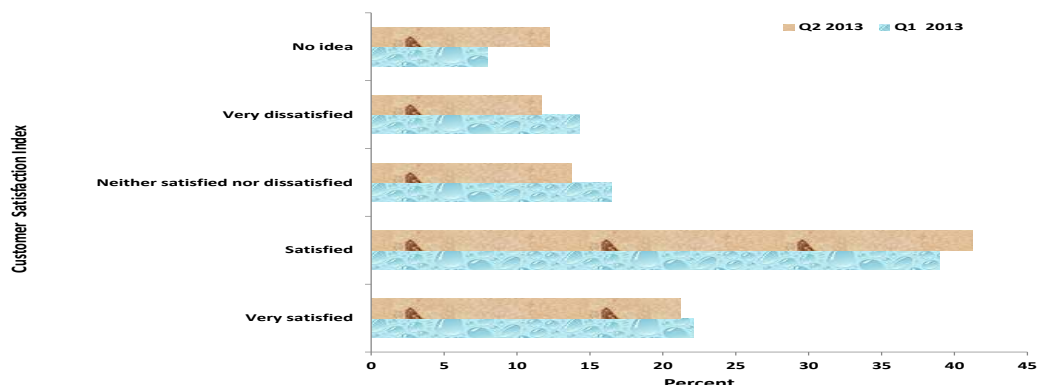 Q2 2013 Q1 2013
Customer Satisfaction Index
No idea
Very dissatisfied
Neither satisfied nor dissatisfied
Satisfied
Very satisfied
0 5 10 15 20 25 30 35 40 45
Percent